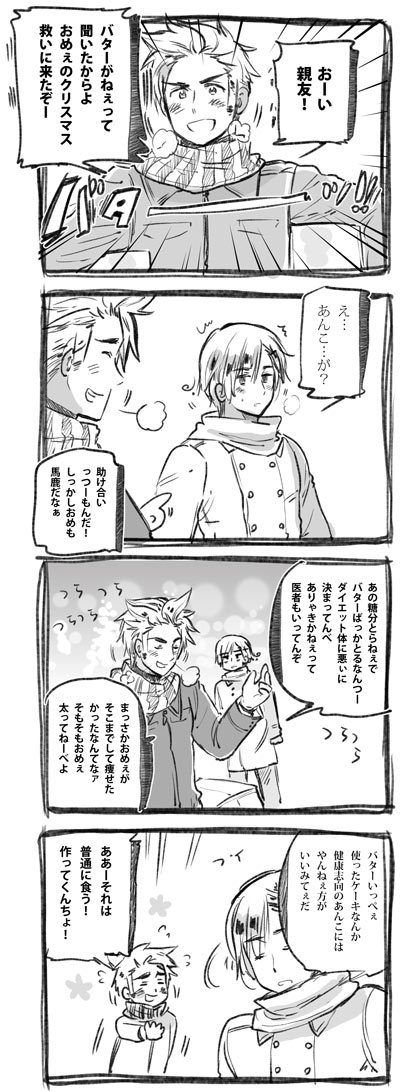 おーい
親友！
バターがねぇって
聞いたからよ
おめぇのクリスマス
救いに来たぞー
え…
あんこ…が？
助け合い
っつーもんだ！
しっかしおめも
馬鹿だなぁ
あの糖分とらねぇで
バターばっかとるなんつー
ダイエット体に悪ぃに
決まってんべ
ありゃきかねぇって
医者もいってんぞ
つろつろ
まっさかおめぇが
そこまでして痩せた
かったなんてなァ
そもそもおめぇ
太ってねーべよ
つろつろ
バターいっぺぇ
使ったケーキなんか
健康志向のあんこには
やんねぇ方が
いいみてぇだ
ああーそれは
普通に食う！
作ってくんちょ！